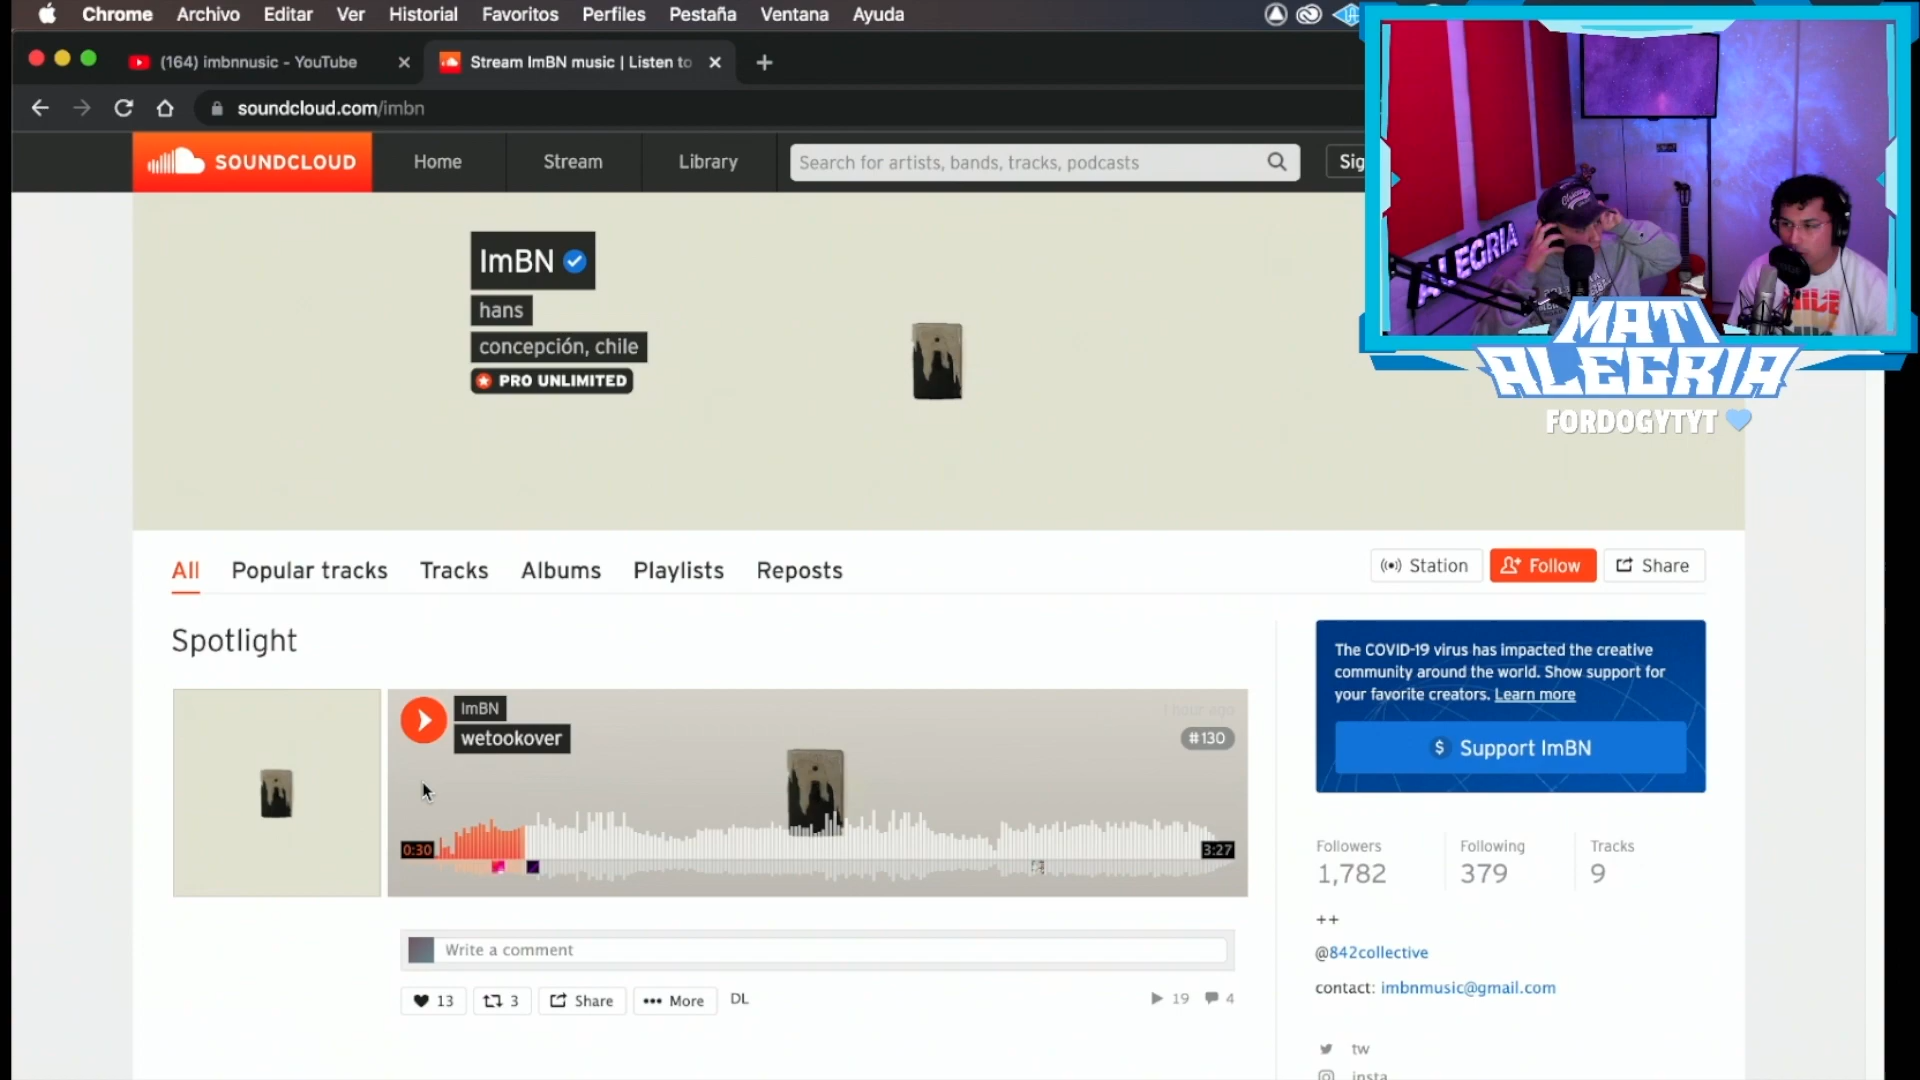 Chrome Archivo Editar Ver Historial Favoritos Perfiles Pestaña Ventana Ayuda
(164) imbnnusic - YouTube
Stream ImBN music | Listen to
soundcloud.com/imbn
SOUNDCLOUD
Home
Stream
Library
Search for artists, bands, tracks, podcasts
Sig
ALEGRIA
MATI
ALEGRIA
FORDOGYTYT
ImBN
hans
concepción, chile
PRO UNLIMITED
All Popular tracks Tracks Albums Playlists Reposts
Station
Follow
Share
Spotlight
ImBN
wetookover
1 hour ago
#130
0:30
3:27
Write a comment
13
3
Share
More
DL
19
4
The COVID-19 virus has impacted the creative
community around the world. Show support for
your favorite creators. Learn more
$ Support ImBN
Followers
1,782
Following
379
Tracks
9
++
@842collective
contact: imbnmusic@gmail.com
tw
insta